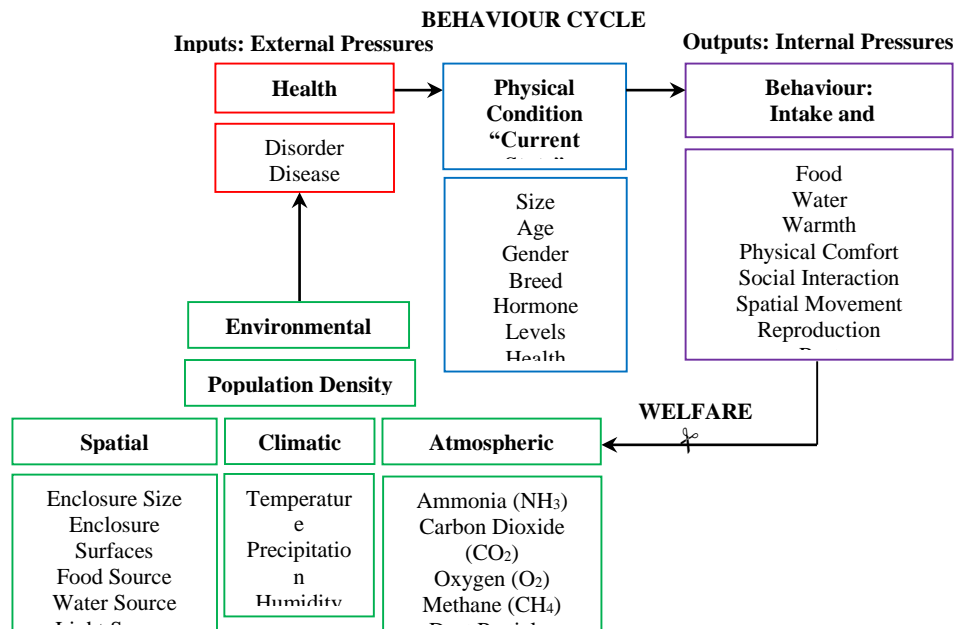 BEHAVIOUR CYCLE
Inputs: External Pressures
Outputs: Internal Pressures
Health
Disorder
Disease
Physical
Condition
“Current
Behaviour:
Intake and
Size
Age
Gender
Breed
Hormone
Levels
Health
Food
Water
Warmth
Physical Comfort
Social Interaction
Spatial Movement
Reproduction
Environmental
Population Density
WELFARE
Spatial
Climatic
Atmospheric
Enclosure Size
Enclosure
Surfaces
Food Source
Water Source
Temperatur
e
Precipitatio
n
Humidity
Ammonia (NH₃)
Carbon Dioxide
(CO₂)
Oxygen (O₂)
Methane (CH₄)